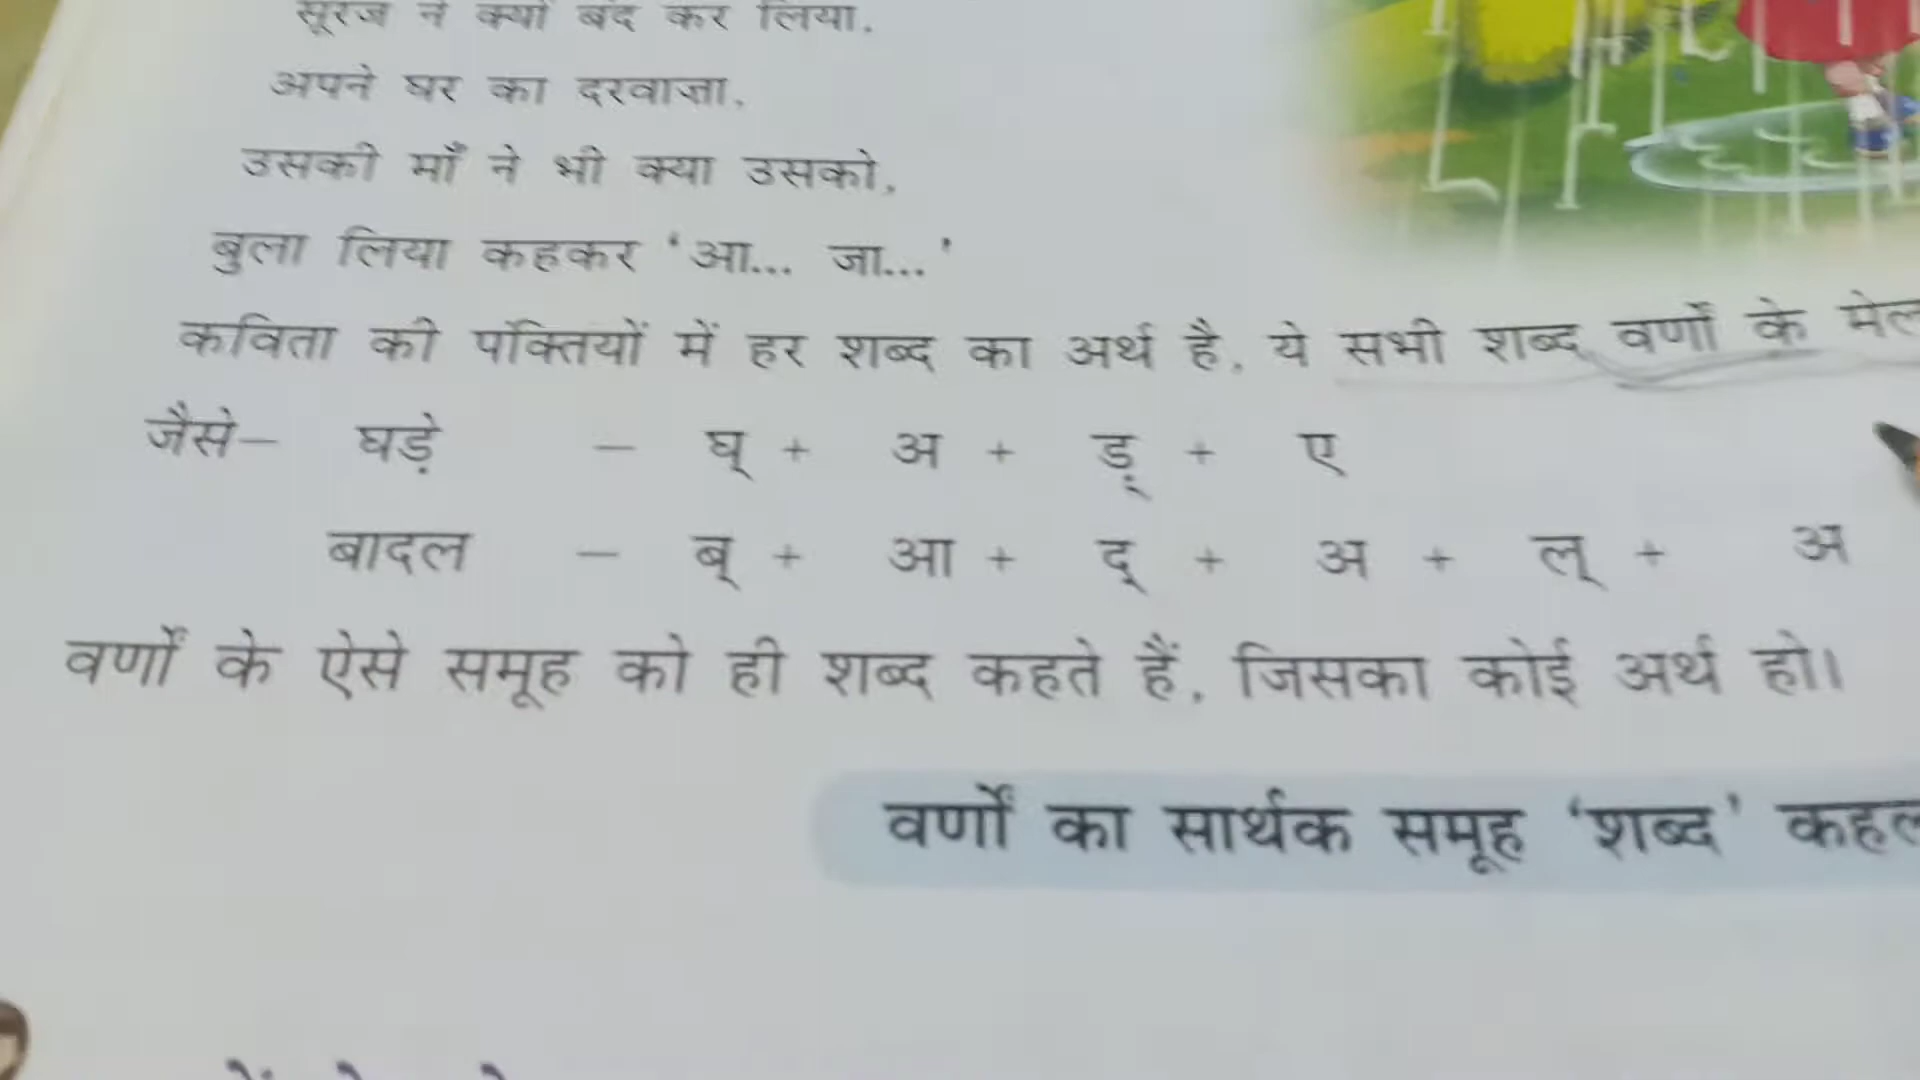 सूरज ने क्यों बंद कर लिया,
अपने घर का दरवाजा,
उसकी माँ ने भी क्या उसको,
बुला लिया कहकर ‘आ... जा...’
कविता की पंक्तियों में हर शब्द का अर्थ है, ये सभी शब्द वर्णों के मेल
जैसे– घड़े – घ् + अ + ड़् + ए
बादल – ब् + आ + द् + अ + ल् + अ
वर्णों के ऐसे समूह को ही शब्द कहते हैं, जिसका कोई अर्थ हो।
वर्णों का सार्थक समूह ‘शब्द’